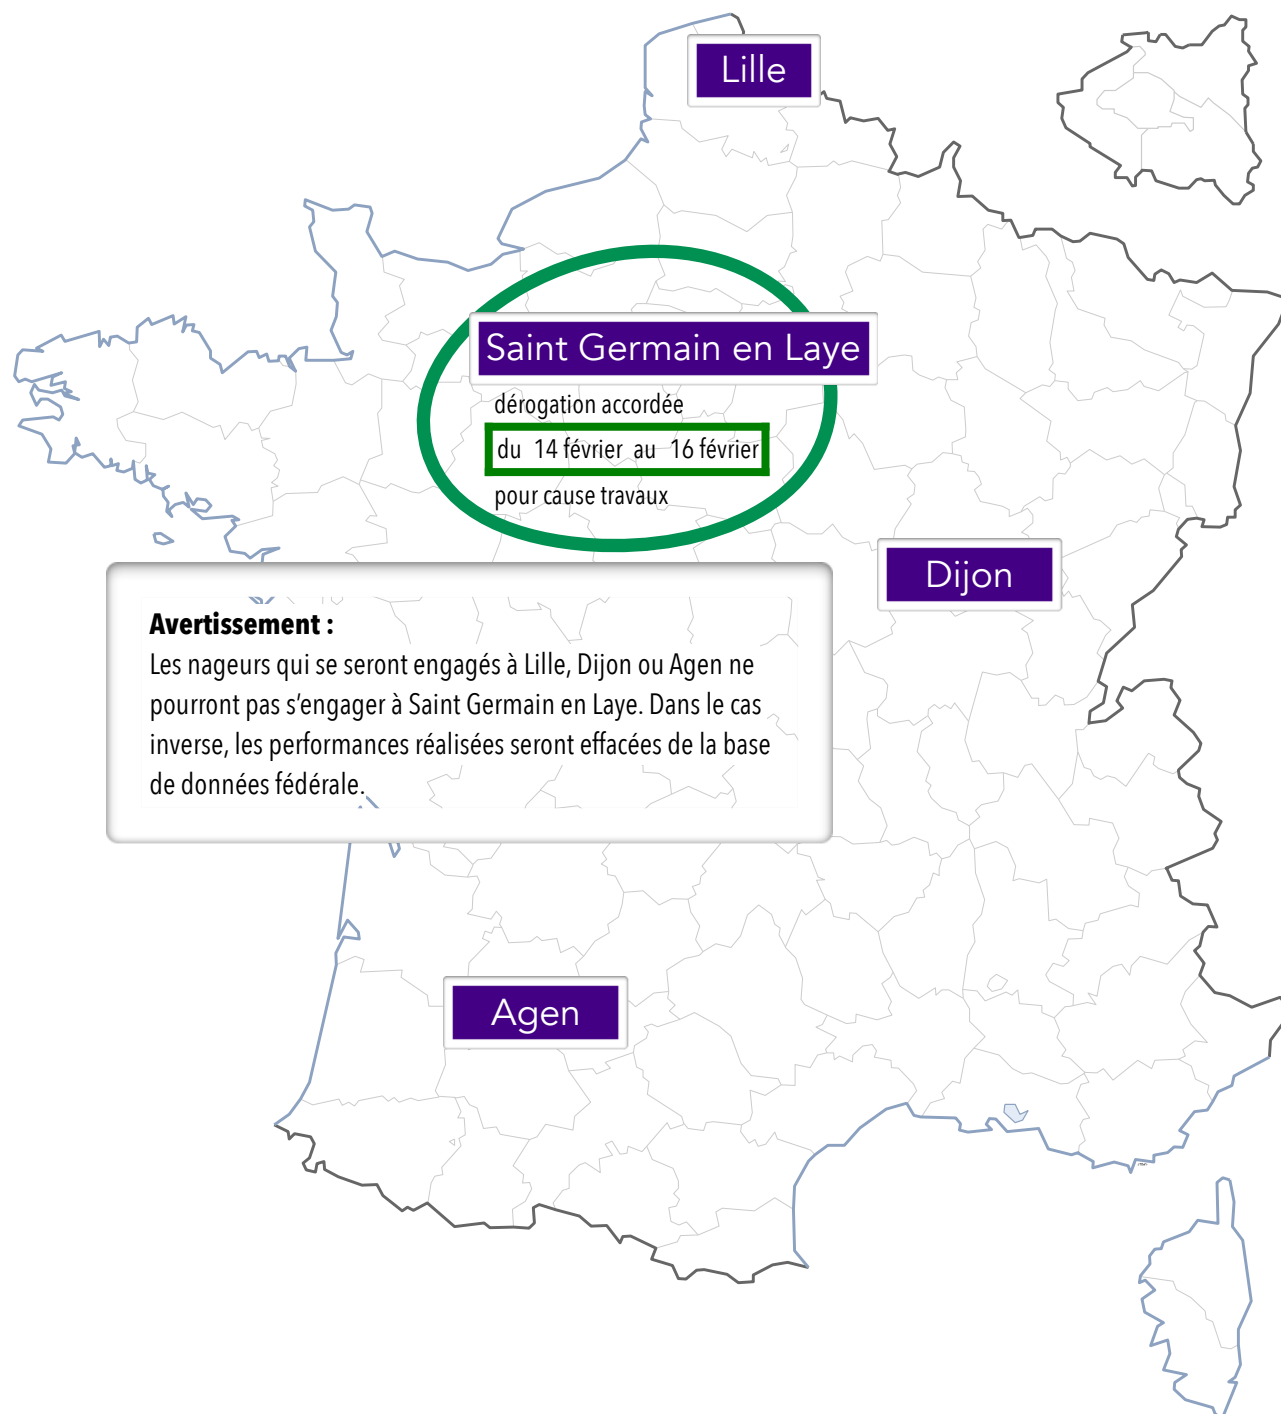 Lille
Saint Germain en Laye
dérogation accordée
du 14 février au 16 février
pour cause travaux
Dijon
Avertissement :
Les nageurs qui se seront engagés à Lille, Dijon ou Agen ne
pourront pas s’engager à Saint Germain en Laye. Dans le cas
inverse, les performances réalisées seront effacées de la base
de données fédérale.
Agen